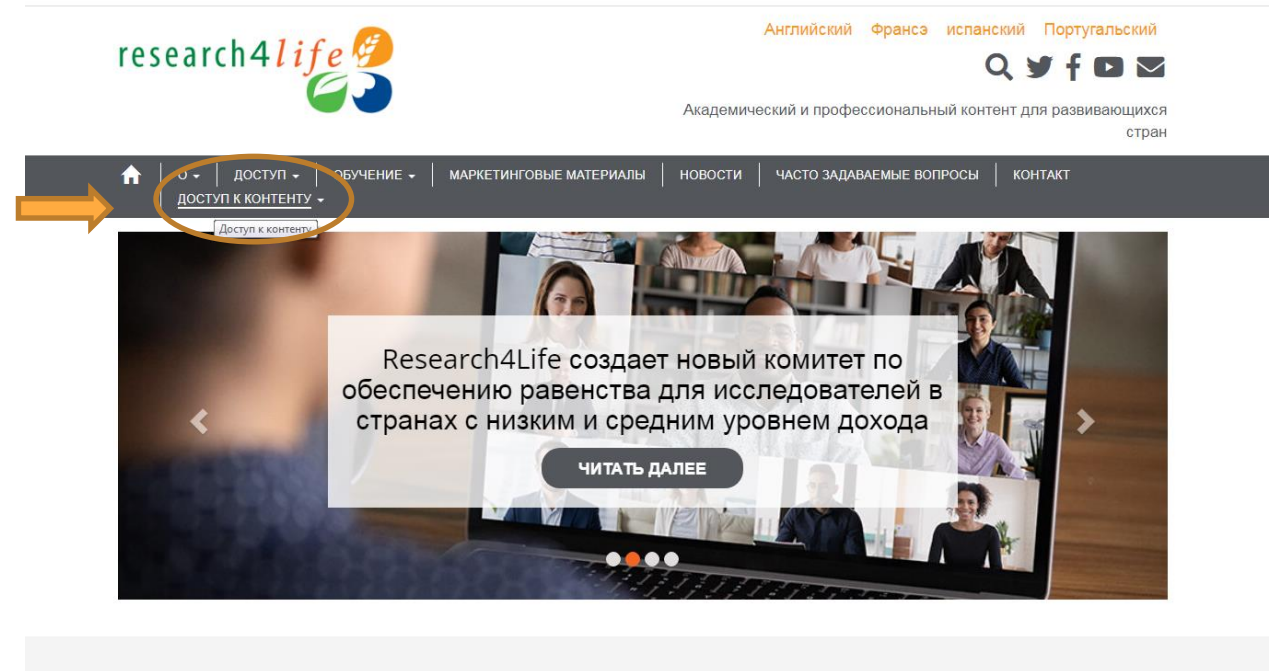 research4life
Английский Франсэ испанский Португальский
Академический и профессиональный контент для развивающихся
стран
О ДОСТУП ОБУЧЕНИЕ МАРКЕТИНГОВЫЕ МАТЕРИАЛЫ НОВОСТИ ЧАСТО ЗАДАВАЕМЫЕ ВОПРОСЫ КОНТАКТ
ДОСТУП К КОНТЕНТУ
Доступ к контенту
Research4Life создает новый комитет по
обеспечению равенства для исследователей в
странах с низким и средним уровнем дохода
ЧИТАТЬ ДАЛЕЕ